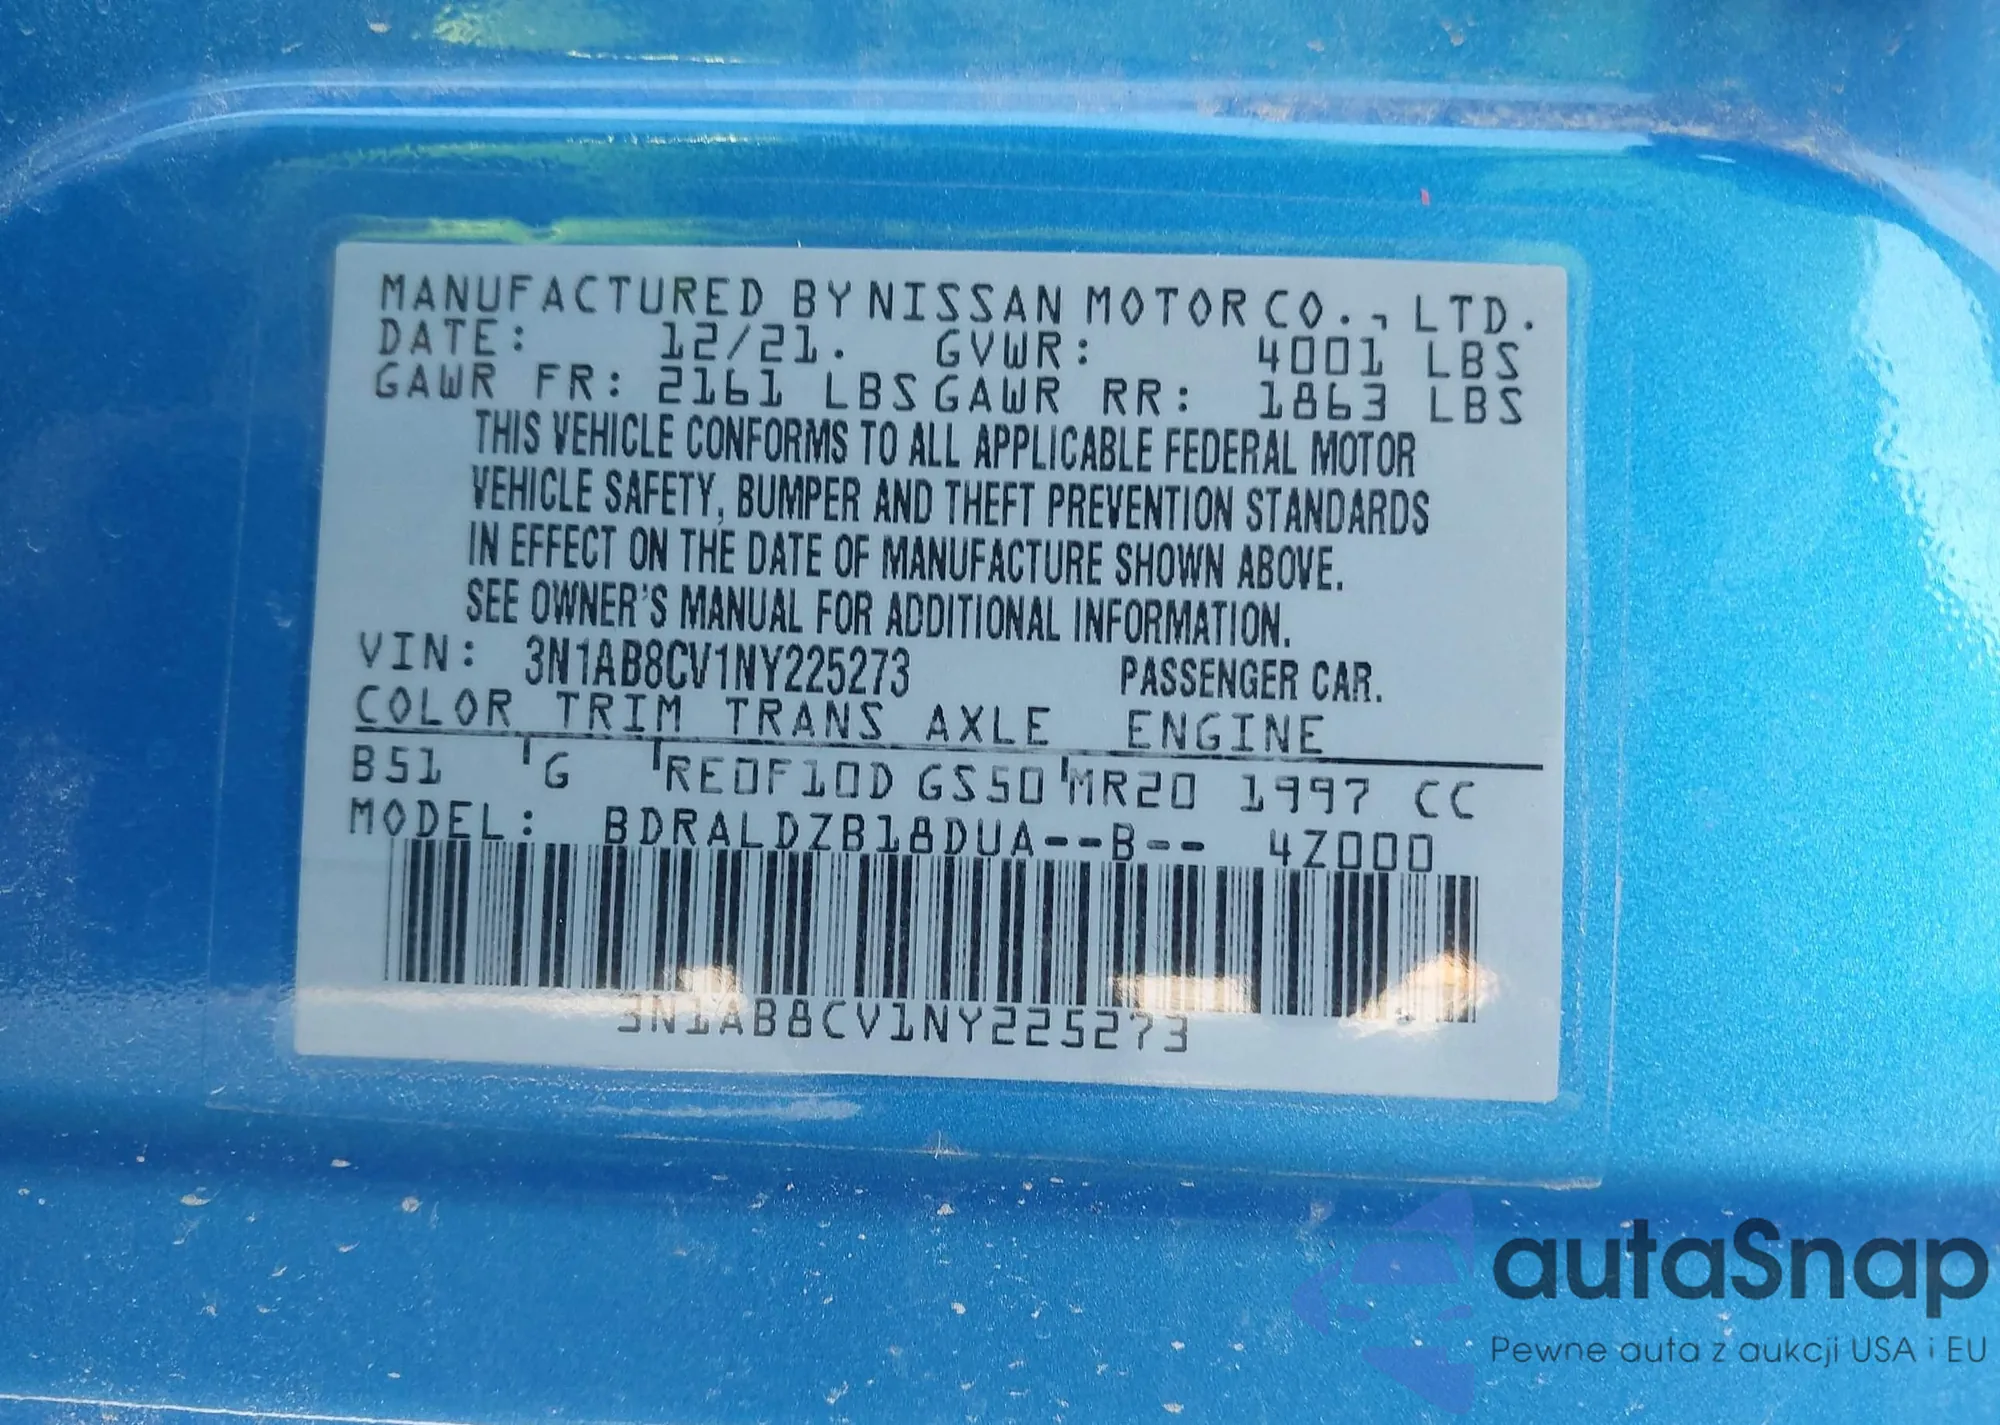 MANUFACTURED BY NISSAN MOTOR CO., LTD.
DATE: 12/21. GVWR: 4001 LBS
GAWR FR: 2161 LBS GAWR RR: 1863 LBS
THIS VEHICLE CONFORMS TO ALL APPLICABLE FEDERAL MOTOR
VEHICLE SAFETY, BUMPER AND THEFT PREVENTION STANDARDS
IN EFFECT ON THE DATE OF MANUFACTURE SHOWN ABOVE.
SEE OWNER'S MANUAL FOR ADDITIONAL INFORMATION.
VIN: 3N1AB8CV1NY225273 PASSENGER CAR.
COLOR TRIM TRANS AXLE ENGINE
B51 G RE0F10D GS50 MR20 1997 CC
MODEL: BDRALDZB18DUA--B-- 4Z000
3N1AB8CV1NY225273
autaSnap
Pewne auta z aukcji USA i EU